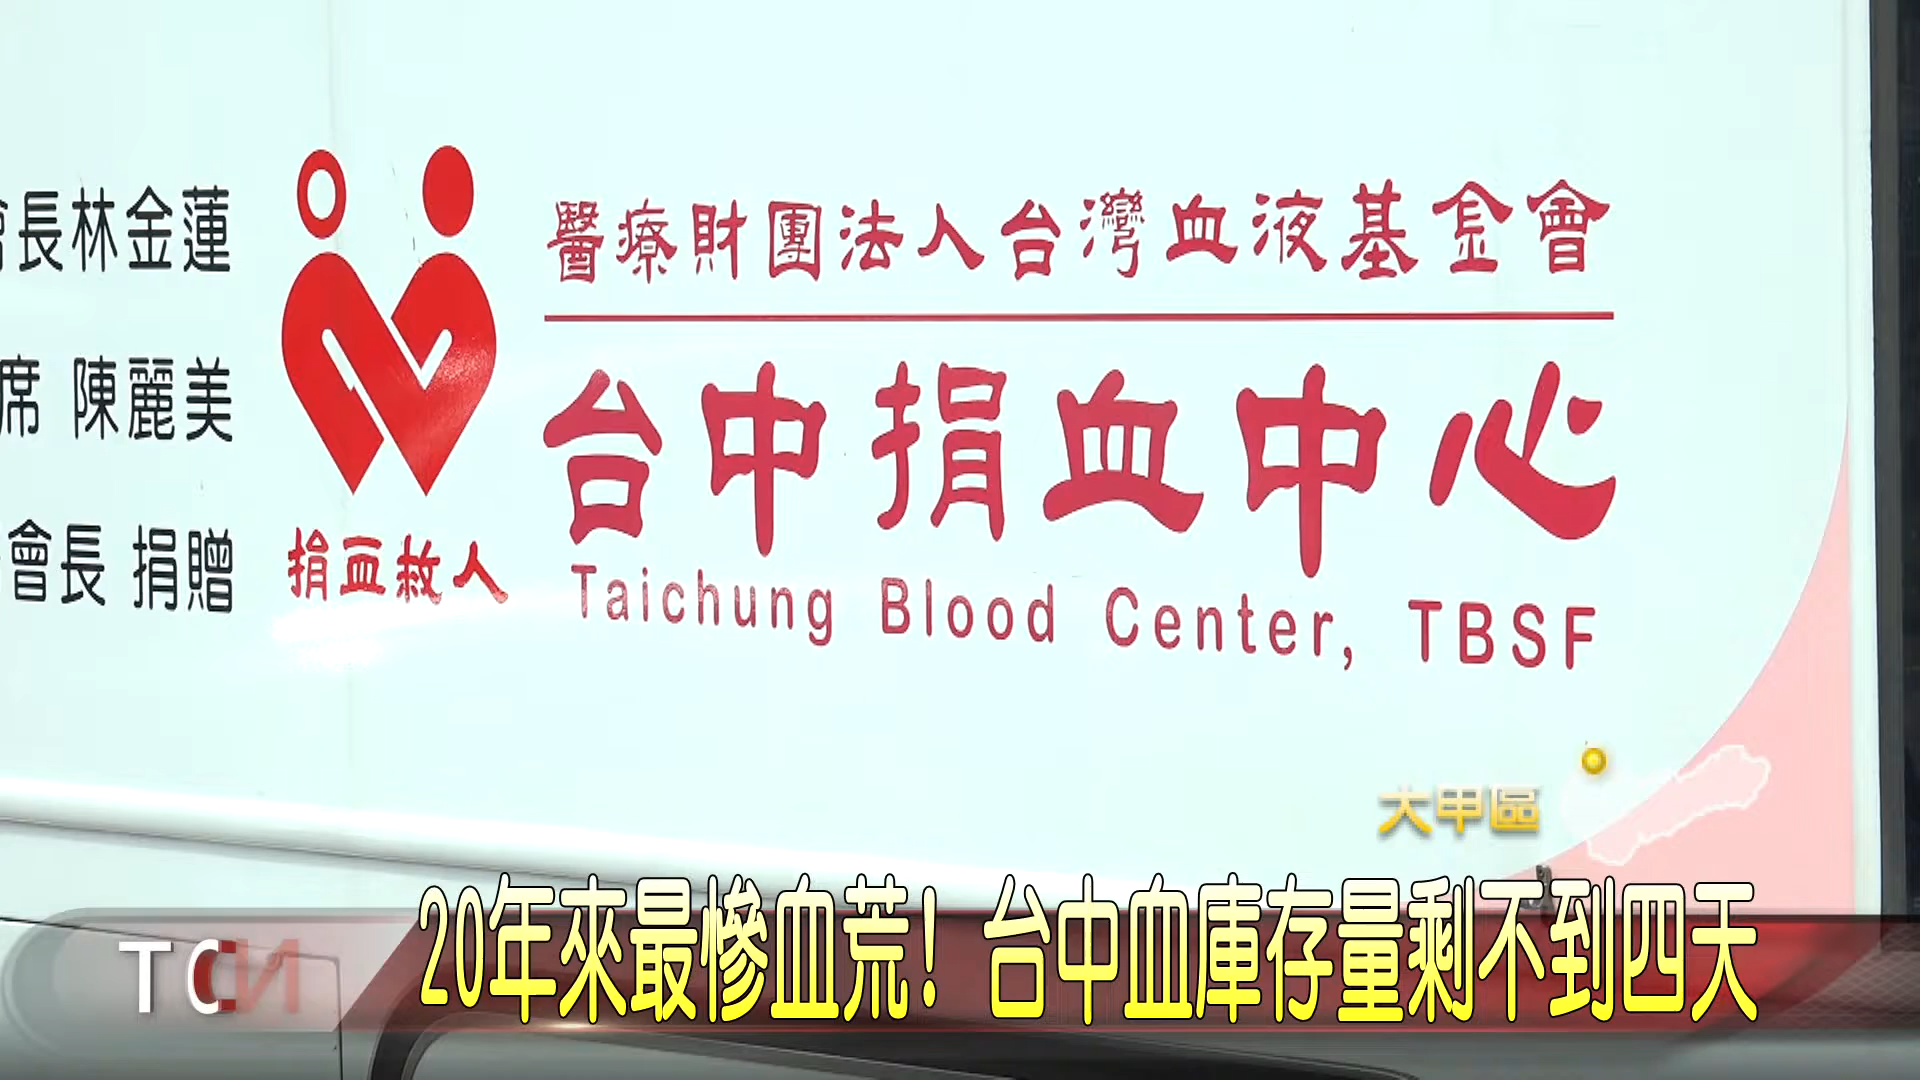 會長林金蓮
席 陳麗美
會長 捐贈
捐血救人
醫療財團法人台灣血液基金會
台中捐血中心
Taichung Blood Center, TBSF
大甲區
20年來最慘血荒! 台中血庫存量剩不到四天